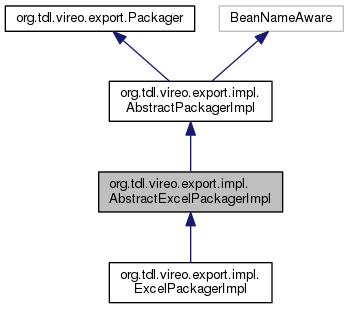 org.tdl.vireo.export.Packager
BeanNameAware
org.tdl.vireo.export.impl.
AbstractPackagerImpl
org.tdl.vireo.export.impl.
AbstractExcelPackagerImpl
org.tdl.vireo.export.impl.
ExcelPackagerImpl